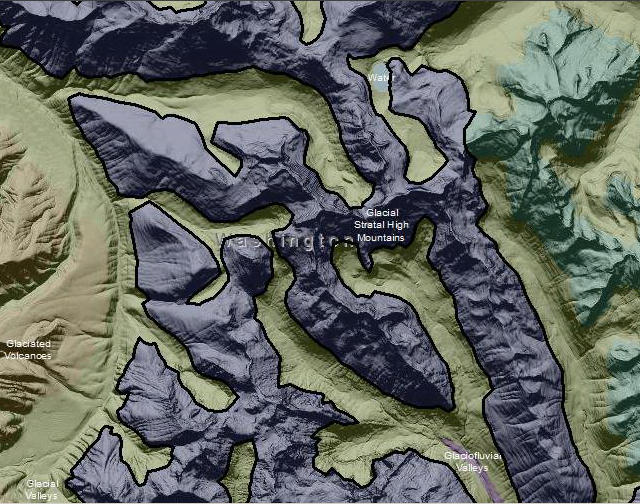 Water
Glacial
Stratal High
Mountains
Washington
Glaciated
Volcanoes
Glaciofluvial
Valleys
Glacial
Valleys